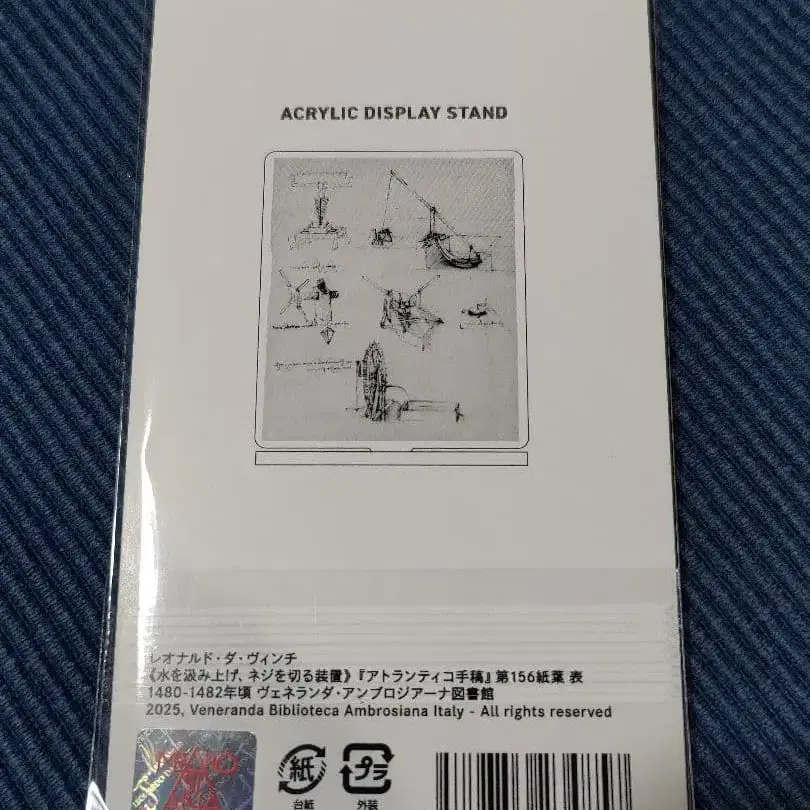 ACRYLIC DISPLAY STAND
レオナルド・ダ・ヴィンチ
《水を汲み上げ、ネジを切る装置》『アトランティコ手稿』 第156紙葉 表
1480-1482年頃 ヴェネランダ・アンブロジアーナ図書館
2025, Veneranda Biblioteca Ambrosiana Italy - All rights reserved
紙 プラ
台紙 外装